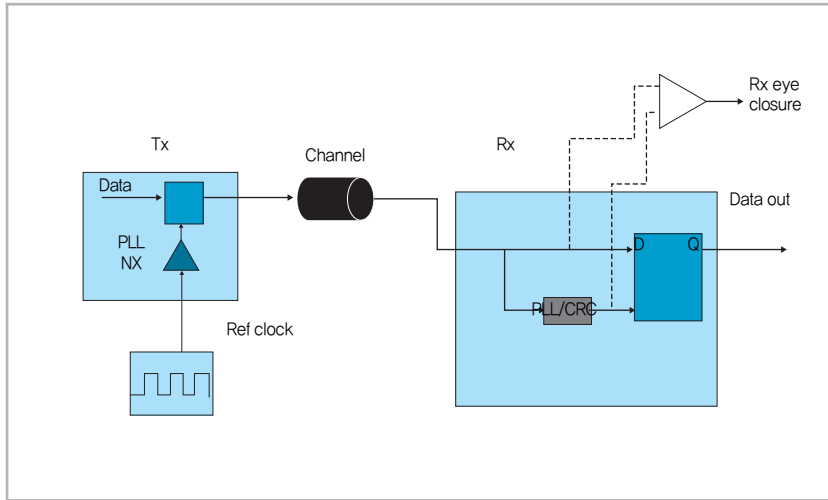 Rx eye
closure
Tx
Channel
Rx
Data
Data out
PLL
NX
D
Q
PLL/CRC
Ref clock